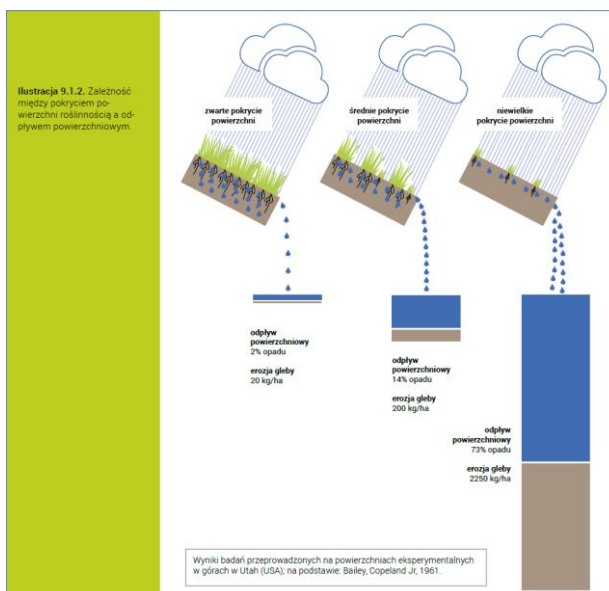 Ilustracja 9.1.2. Zależność
między pokryciem po-
wierzchni roślinnością a od-
pływem powierzchniowym.
zwarte pokrycie
powierzchni
średnie pokrycie
powierzchni
niewielkie
pokrycie powierzchni
odpływ
powierzchniowy
2% opadu
erozja gleby
20 kg/ha
odpływ
powierzchniowy
14% opadu
erozja gleby
200 kg/ha
odpływ
powierzchniowy
73% opadu
erozja gleby
2250 kg/ha
Wyniki badań przeprowadzonych na powierzchniach eksperymentalnych
w górach w Utah (USA); na podstawie: Bailey, Copeland Jr, 1961.